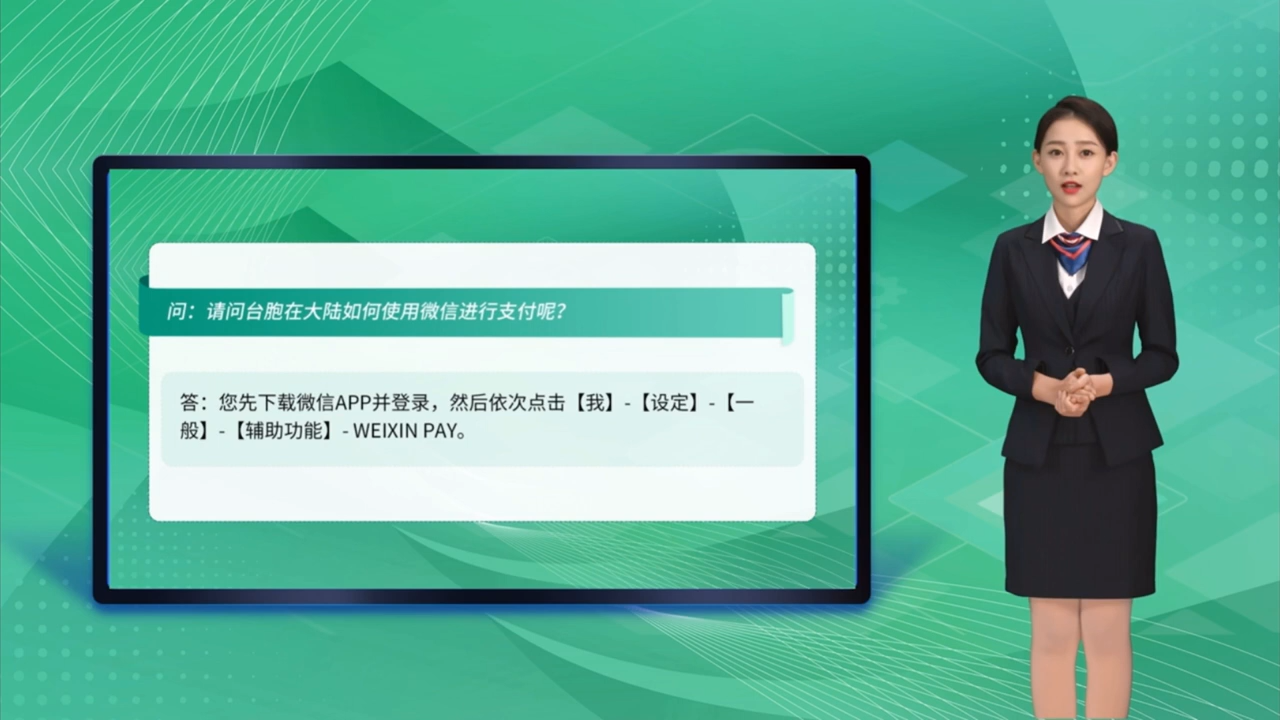 问：请问台胞在大陆如何使用微信进行支付呢？
答：您先下载微信APP并登录，然后依次点击【我】-【设定】-【一
般】-【辅助功能】- WEIXIN PAY。